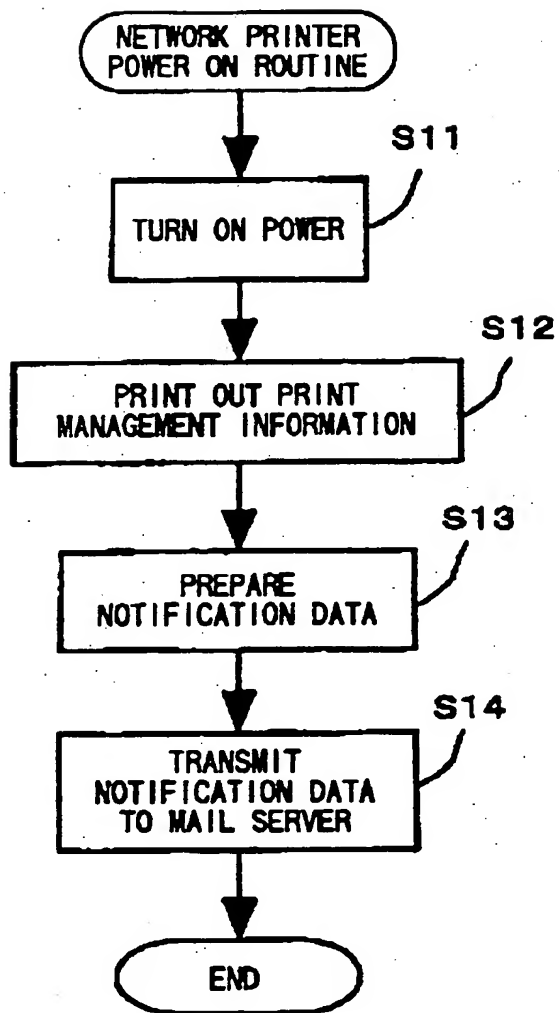 NETWORK PRINTER
POWER ON ROUTINE
S11
TURN ON POWER
S12
PRINT OUT PRINT
MANAGEMENT INFORMATION
S13
PREPARE
NOTIFICATION DATA
S14
TRANSMIT
NOTIFICATION DATA
TO MAIL SERVER
END